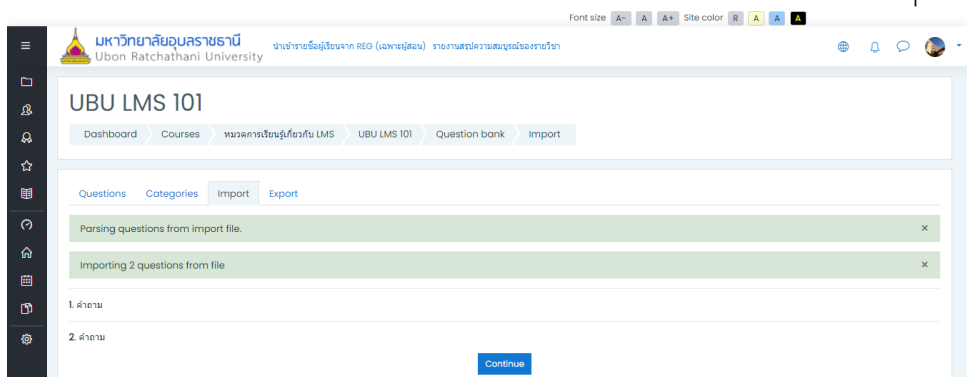 Font size A- A A+ Site color R A A A
มหาวิทยาลัยอุบลราชธานี
Ubon Ratchathani University
นำเข้ารายชื่อผู้เรียนจาก REG (เฉพาะผู้สอน) รายงานสรุปความสมบูรณ์ของรายวิชา
UBU LMS 101
Dashboard Courses หมวดการเรียนรู้เกี่ยวกับ LMS UBU LMS 101 Question bank Import
Questions Categories Import Export
Parsing questions from import file. ×
Importing 2 questions from file ×
1. คำถาม
2. คำถาม
Continue